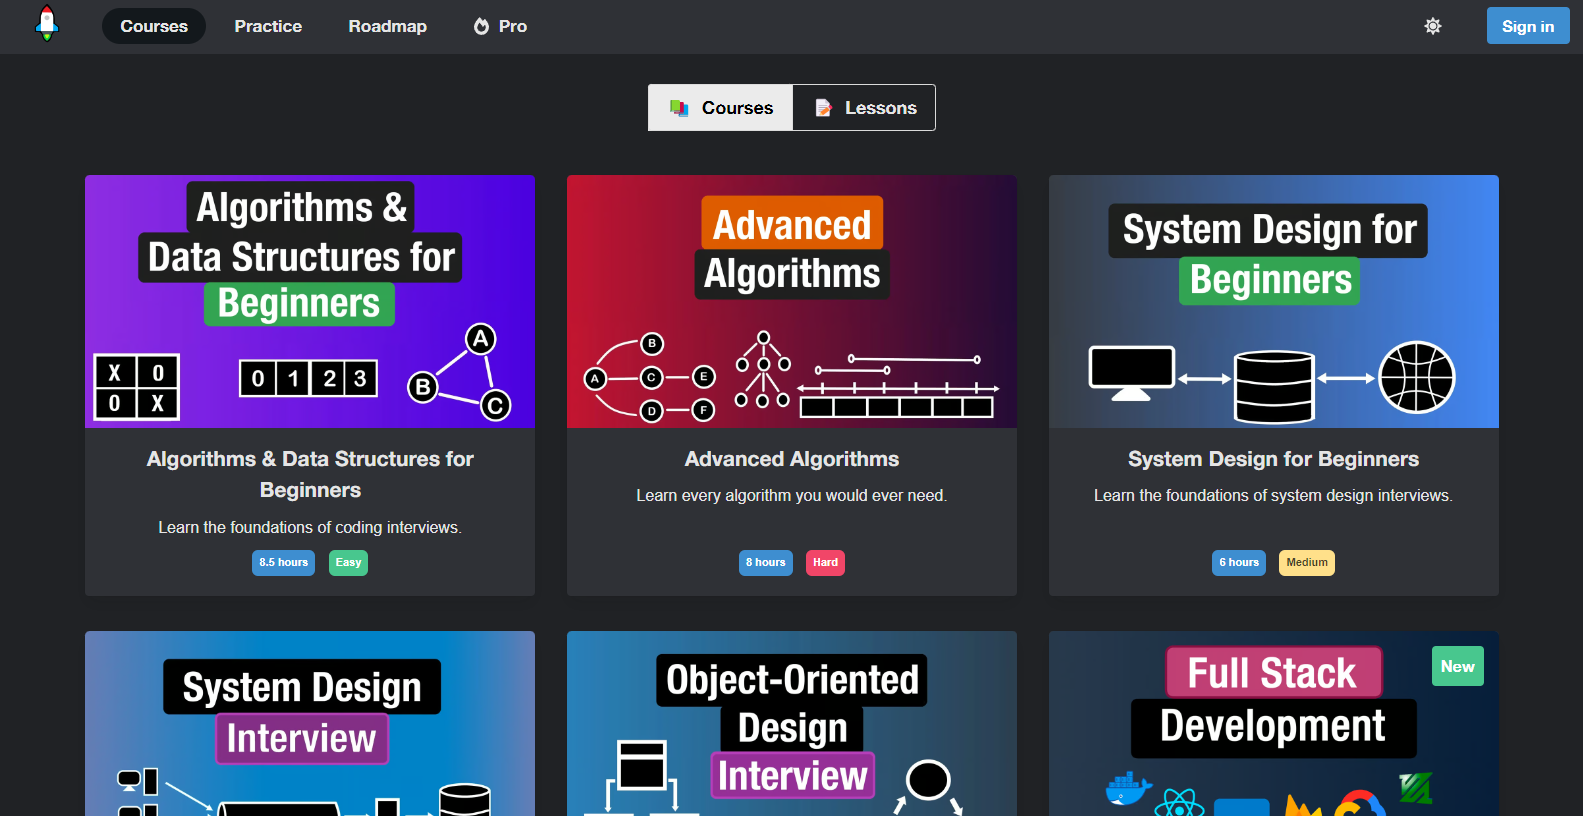 Courses
Practice
Roadmap
Pro
Sign in
Courses
Lessons
Algorithms &
Data Structures for
Beginners
X O
O X
0 1 2 3
A
B
C
Algorithms & Data Structures for
Beginners
Learn the foundations of coding interviews.
8.5 hours
Easy
Advanced
Algorithms
B
A C E
D F
Advanced Algorithms
Learn every algorithm you would ever need.
8 hours
Hard
System Design for
Beginners
System Design for Beginners
Learn the foundations of system design interviews.
6 hours
Medium
System Design
Interview
Object-Oriented
Design
Interview
Full Stack
Development
New